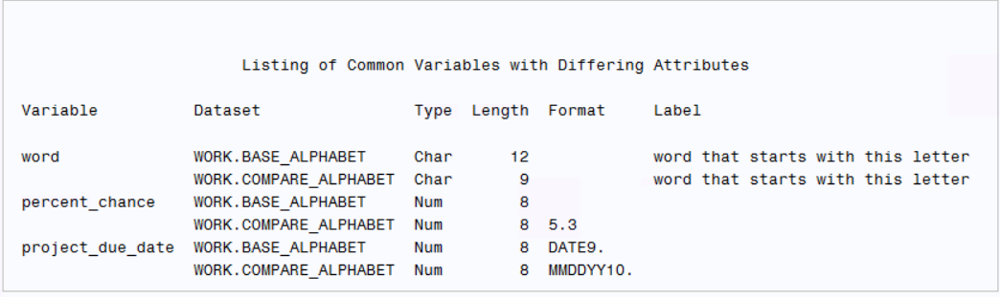 Listing of Common Variables with Differing Attributes
Variable Dataset Type Length Format Label
word WORK.BASE_ALPHABET Char 12 word that starts with this letter
WORK.COMPARE_ALPHABET Char 9 word that starts with this letter
percent_chance WORK.BASE_ALPHABET Num 8
WORK.COMPARE_ALPHABET Num 8 5.3
project_due_date WORK.BASE_ALPHABET Num 8 DATE9.
WORK.COMPARE_ALPHABET Num 8 MMDDYY10.